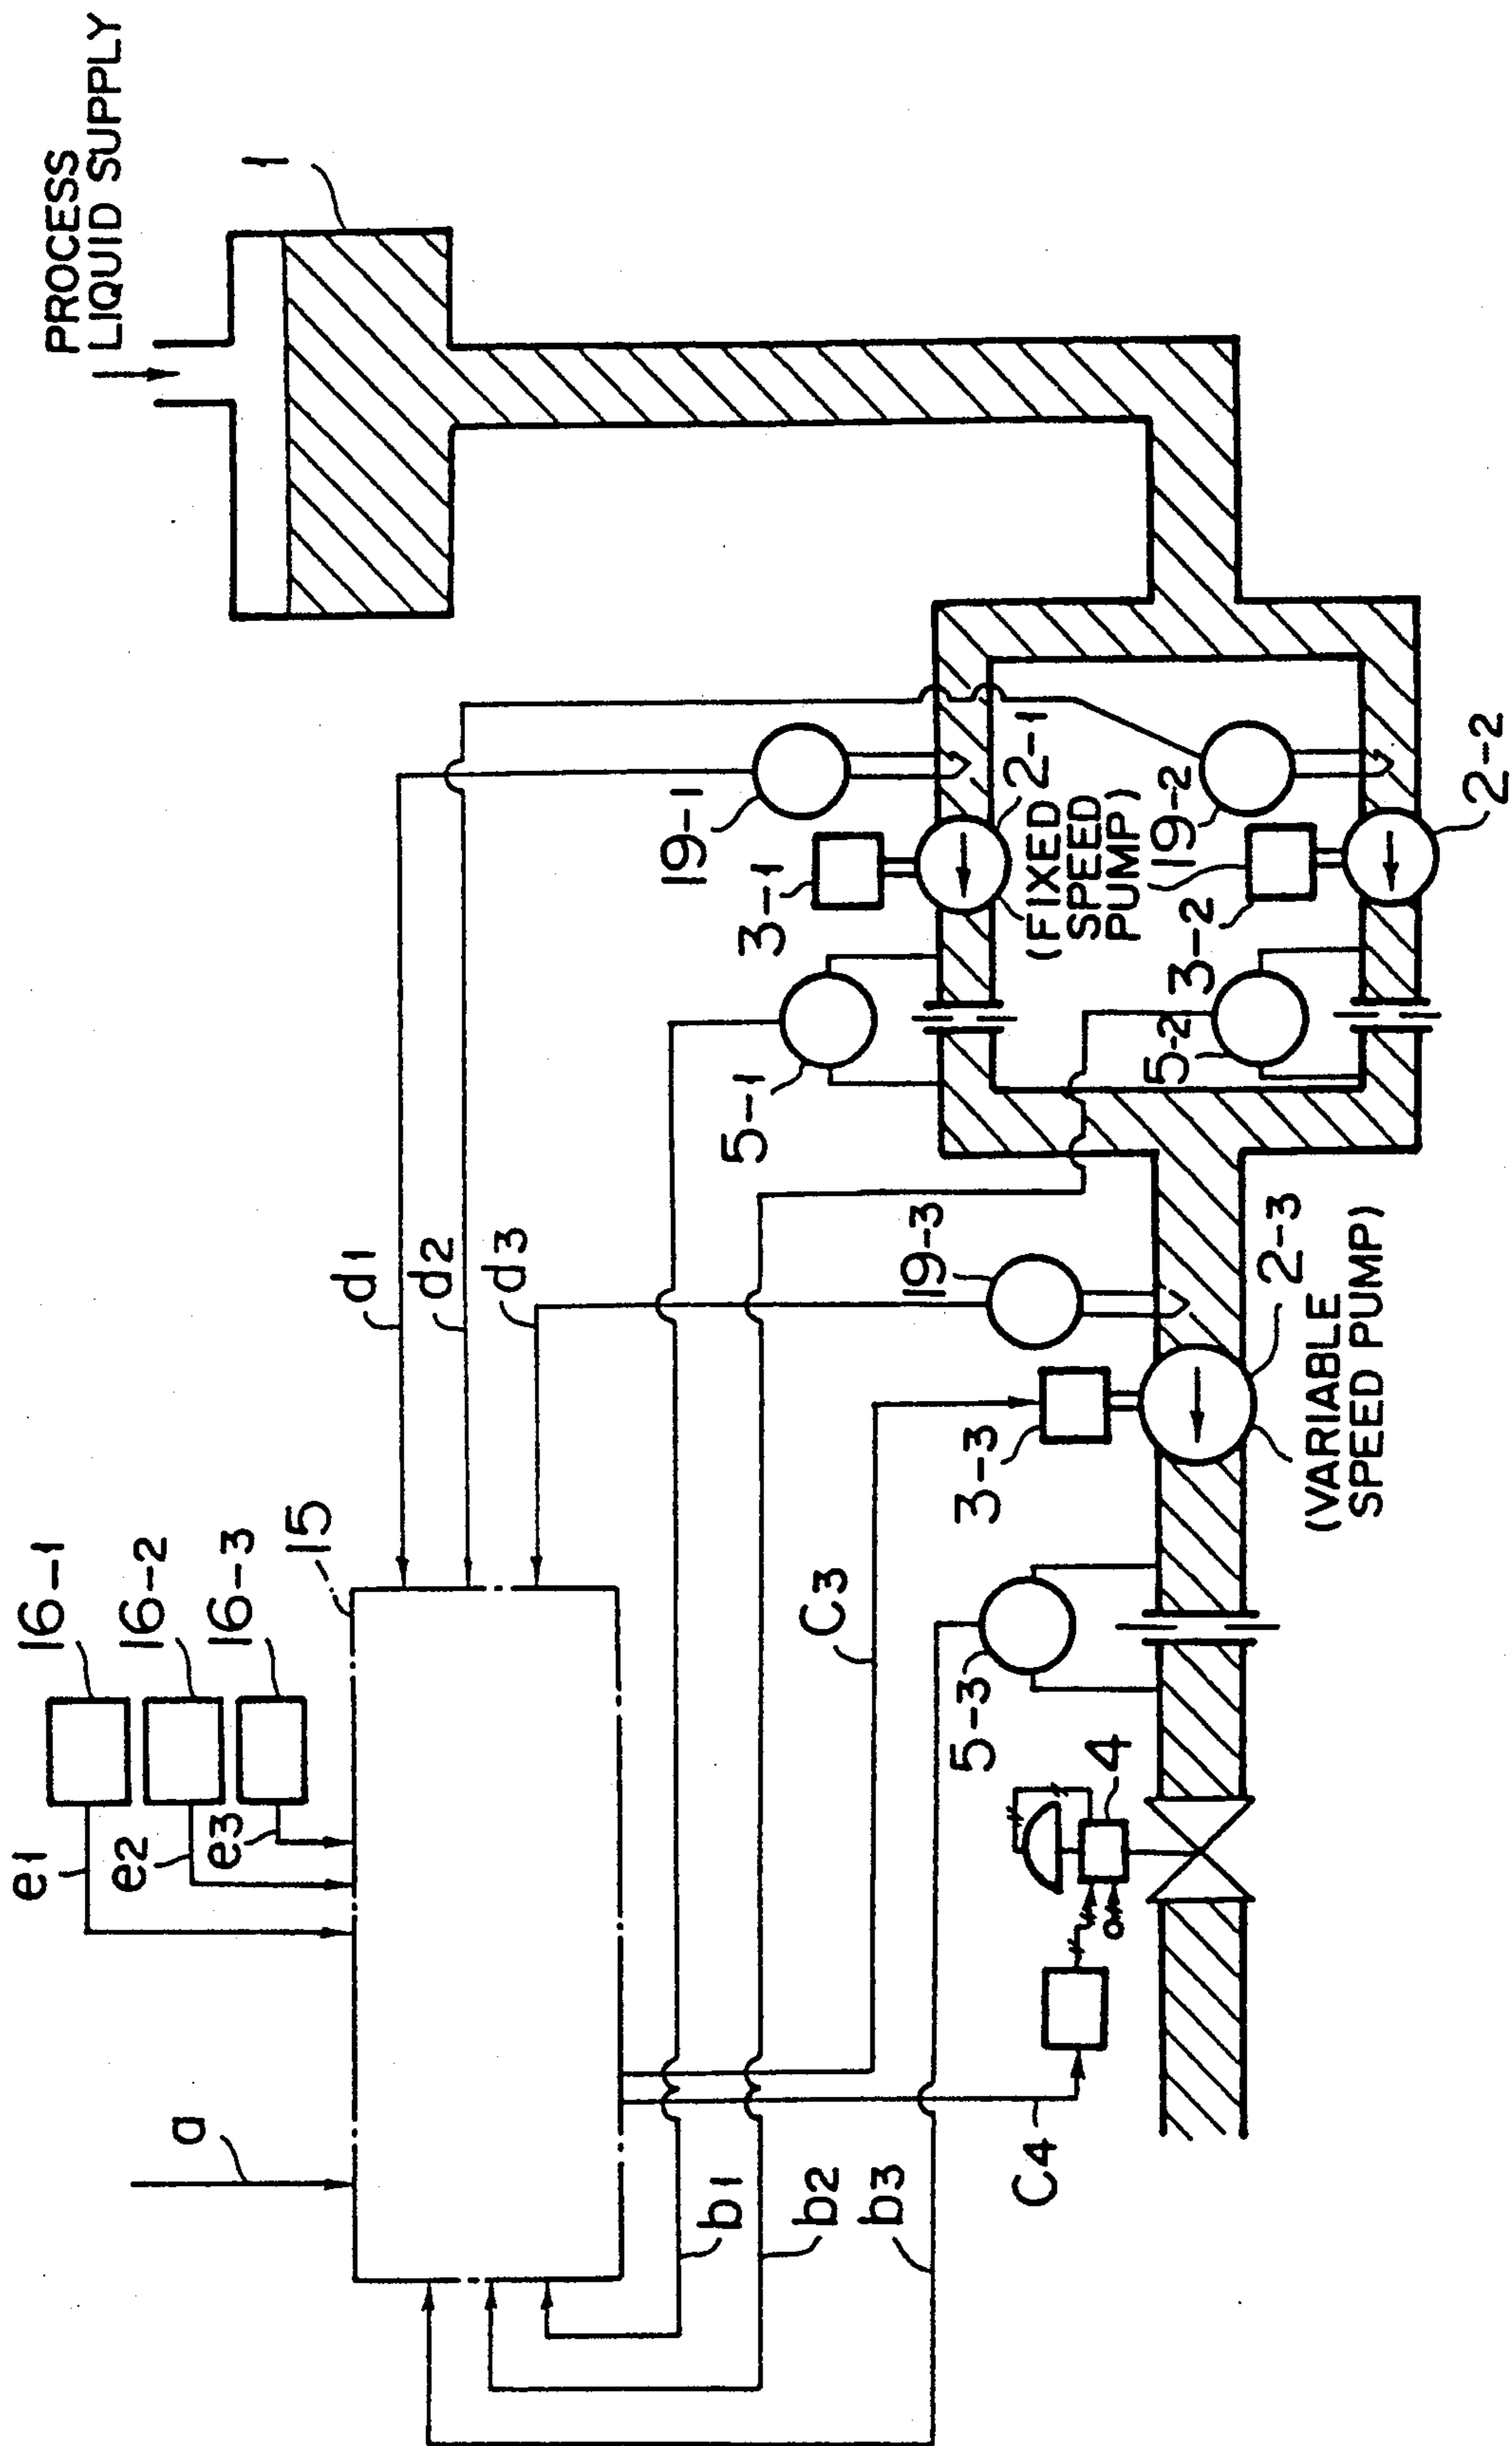 PROCESS
LIQUID SUPPLY
1
16-1
16-2
16-3
15
e1
e2
e3
a
d1
d2
d3
19-1
3-1
5-1
2-1
(FIXED
SPEED
PUMP)
19-2
3-2
5-2
2-2
19-3
2-3
(VARIABLE
SPEED PUMP)
3-3
C3
5-3
4
C4
b1
b2
b3